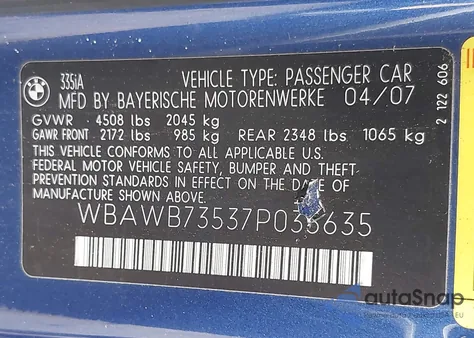 BMW
335iA
VEHICLE TYPE: PASSENGER CAR
MFD BY BAYERISCHE MOTORENWERKE 04/07
GVWR 4508 lbs 2045 kg
GAWR FRONT 2172 lbs 985 kg REAR 2348 lbs 1065 kg
THIS VEHICLE CONFORMS TO ALL APPLICABLE
FEDERAL MOTOR VEHICLE SAFETY, BUMPER AND THEFT
PREVENTION STANDARDS IN EFFECT ON THE DATE OF
MANUFACTURE SHOWN ABOVE.
WBAWB73537P035635
2 122 606
autoSnap